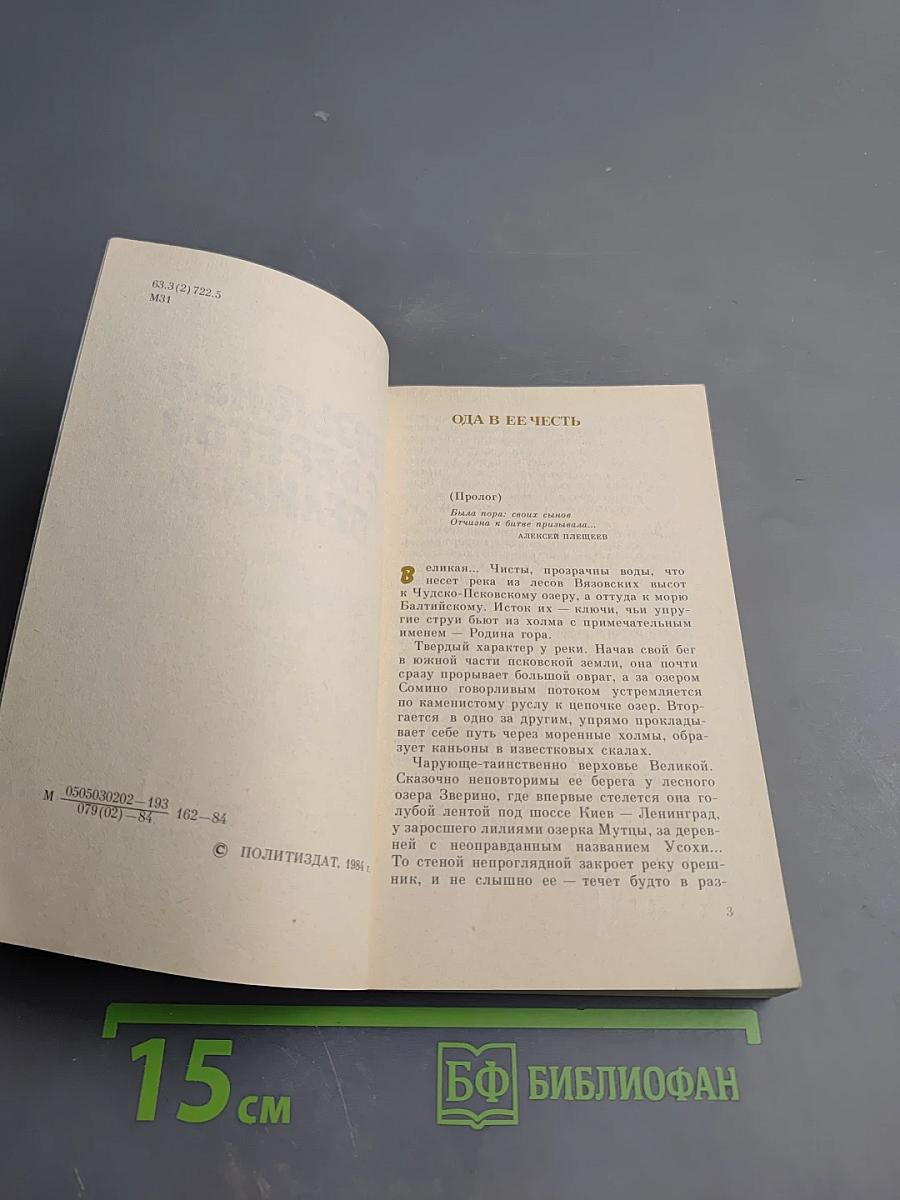 63.3(2)722.5
М31
М 0505030202—193
079(02)—84 162—84
© ПОЛИТИЗДАТ, 1984 г.
ОДА В ЕЕ ЧЕСТЬ
(Пролог)
Была пора: своих сынов
Отчизна к битве призывала...
АЛЕКСЕЙ ПЛЕЩЕЕВ
Великая... Чисты, прозрачны воды, что
несет река из лесов Вязовских высот
к Чудско-Псковскому озеру, а оттуда к морю
Балтийскому. Исток их — ключи, чьи упру-
гие струи бьют из холма с примечательным
именем — Родина гора.
Твердый характер у реки. Начав свой бег
в южной части псковской земли, она почти
сразу прорывает большой овраг, а за озером
Сомино говорливым потоком устремляется
по каменистому руслу к цепочке озер. Втор-
гается в одно за другим, упрямо проклады-
вает себе путь через моренные холмы, обра-
зует каньоны в известковых скалах.
Чарующе-таинственно верховье Великой.
Сказочно неповторимы ее берега у лесного
озера Зверино, где впервые стелется она го-
лубой лентой под шоссе Киев — Ленинград,
у заросшего лилиями озерка Мутцы, за дерев-
ней с неоправданным названием Усохи...
То стеной непроглядной закроет реку ореш-
ник, и не слышно ее — течет будто в раз-
3
15 см
БФ БИБЛИОФАН